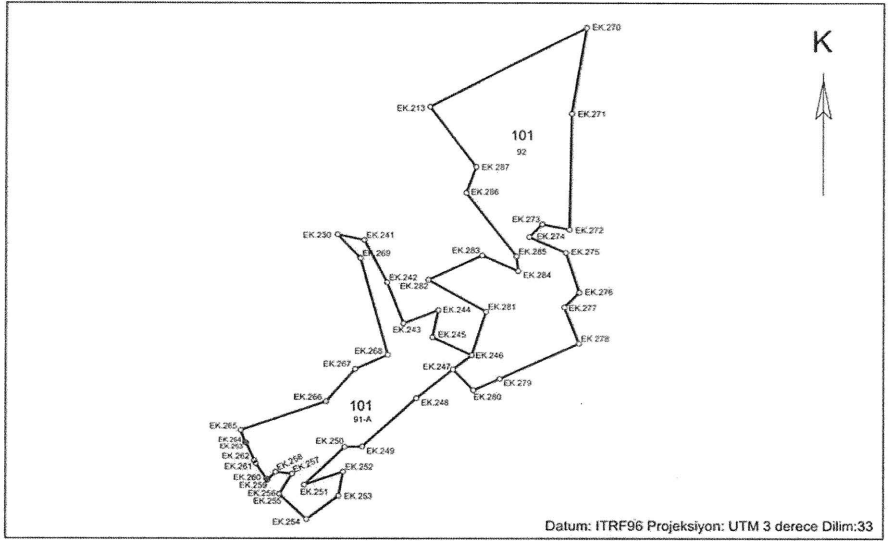 EK.270
K
EK.213
EK.271
101
92
EK.287
EK.286
EK.273
EK.272
EK.230
EK.241
EK.274
EK.269
EK.283
EK.285
EK.275
EK.284
EK.242
EK.282
EK.276
EK.277
EK.244
EK.281
EK.243
EK.245
EK.278
EK.268
EK.246
EK.267
EK.247
EK.279
EK.280
EK.266
EK.248
101
91-A
EK.265
EK.264
EK.263
EK.250
EK.249
EK.262
EK.261
EK.258
EK.257
EK.252
EK.260
EK.259
EK.251
EK.256
EK.255
EK.253
EK.254
Datum: ITRF96 Projeksiyon: UTM 3 derece Dilim:33